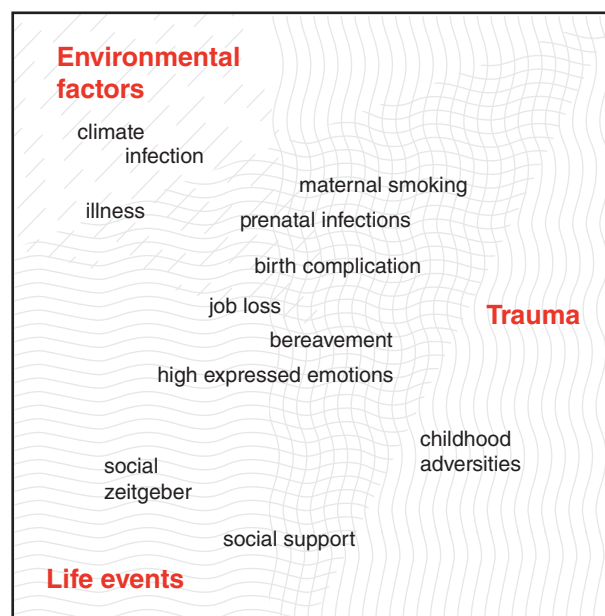 Environmental
factors
climate
infection
maternal smoking
illness
prenatal infections
birth complication
job loss
Trauma
bereavement
high expressed emotions
childhood
adversities
social
zeitgeber
social support
Life events